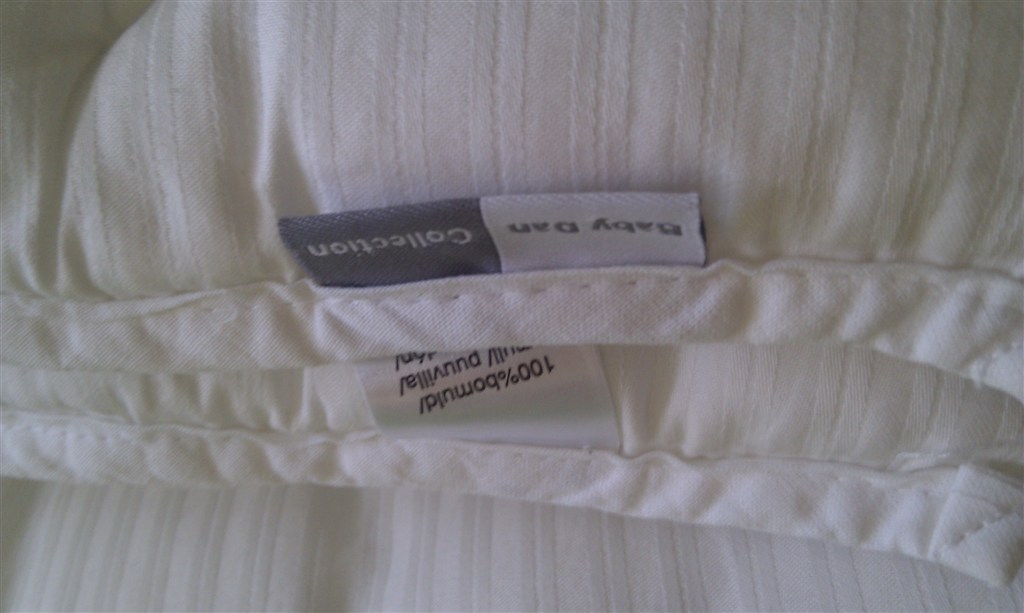 Baby Dan Collection
100%bomuld/
puuvilla/